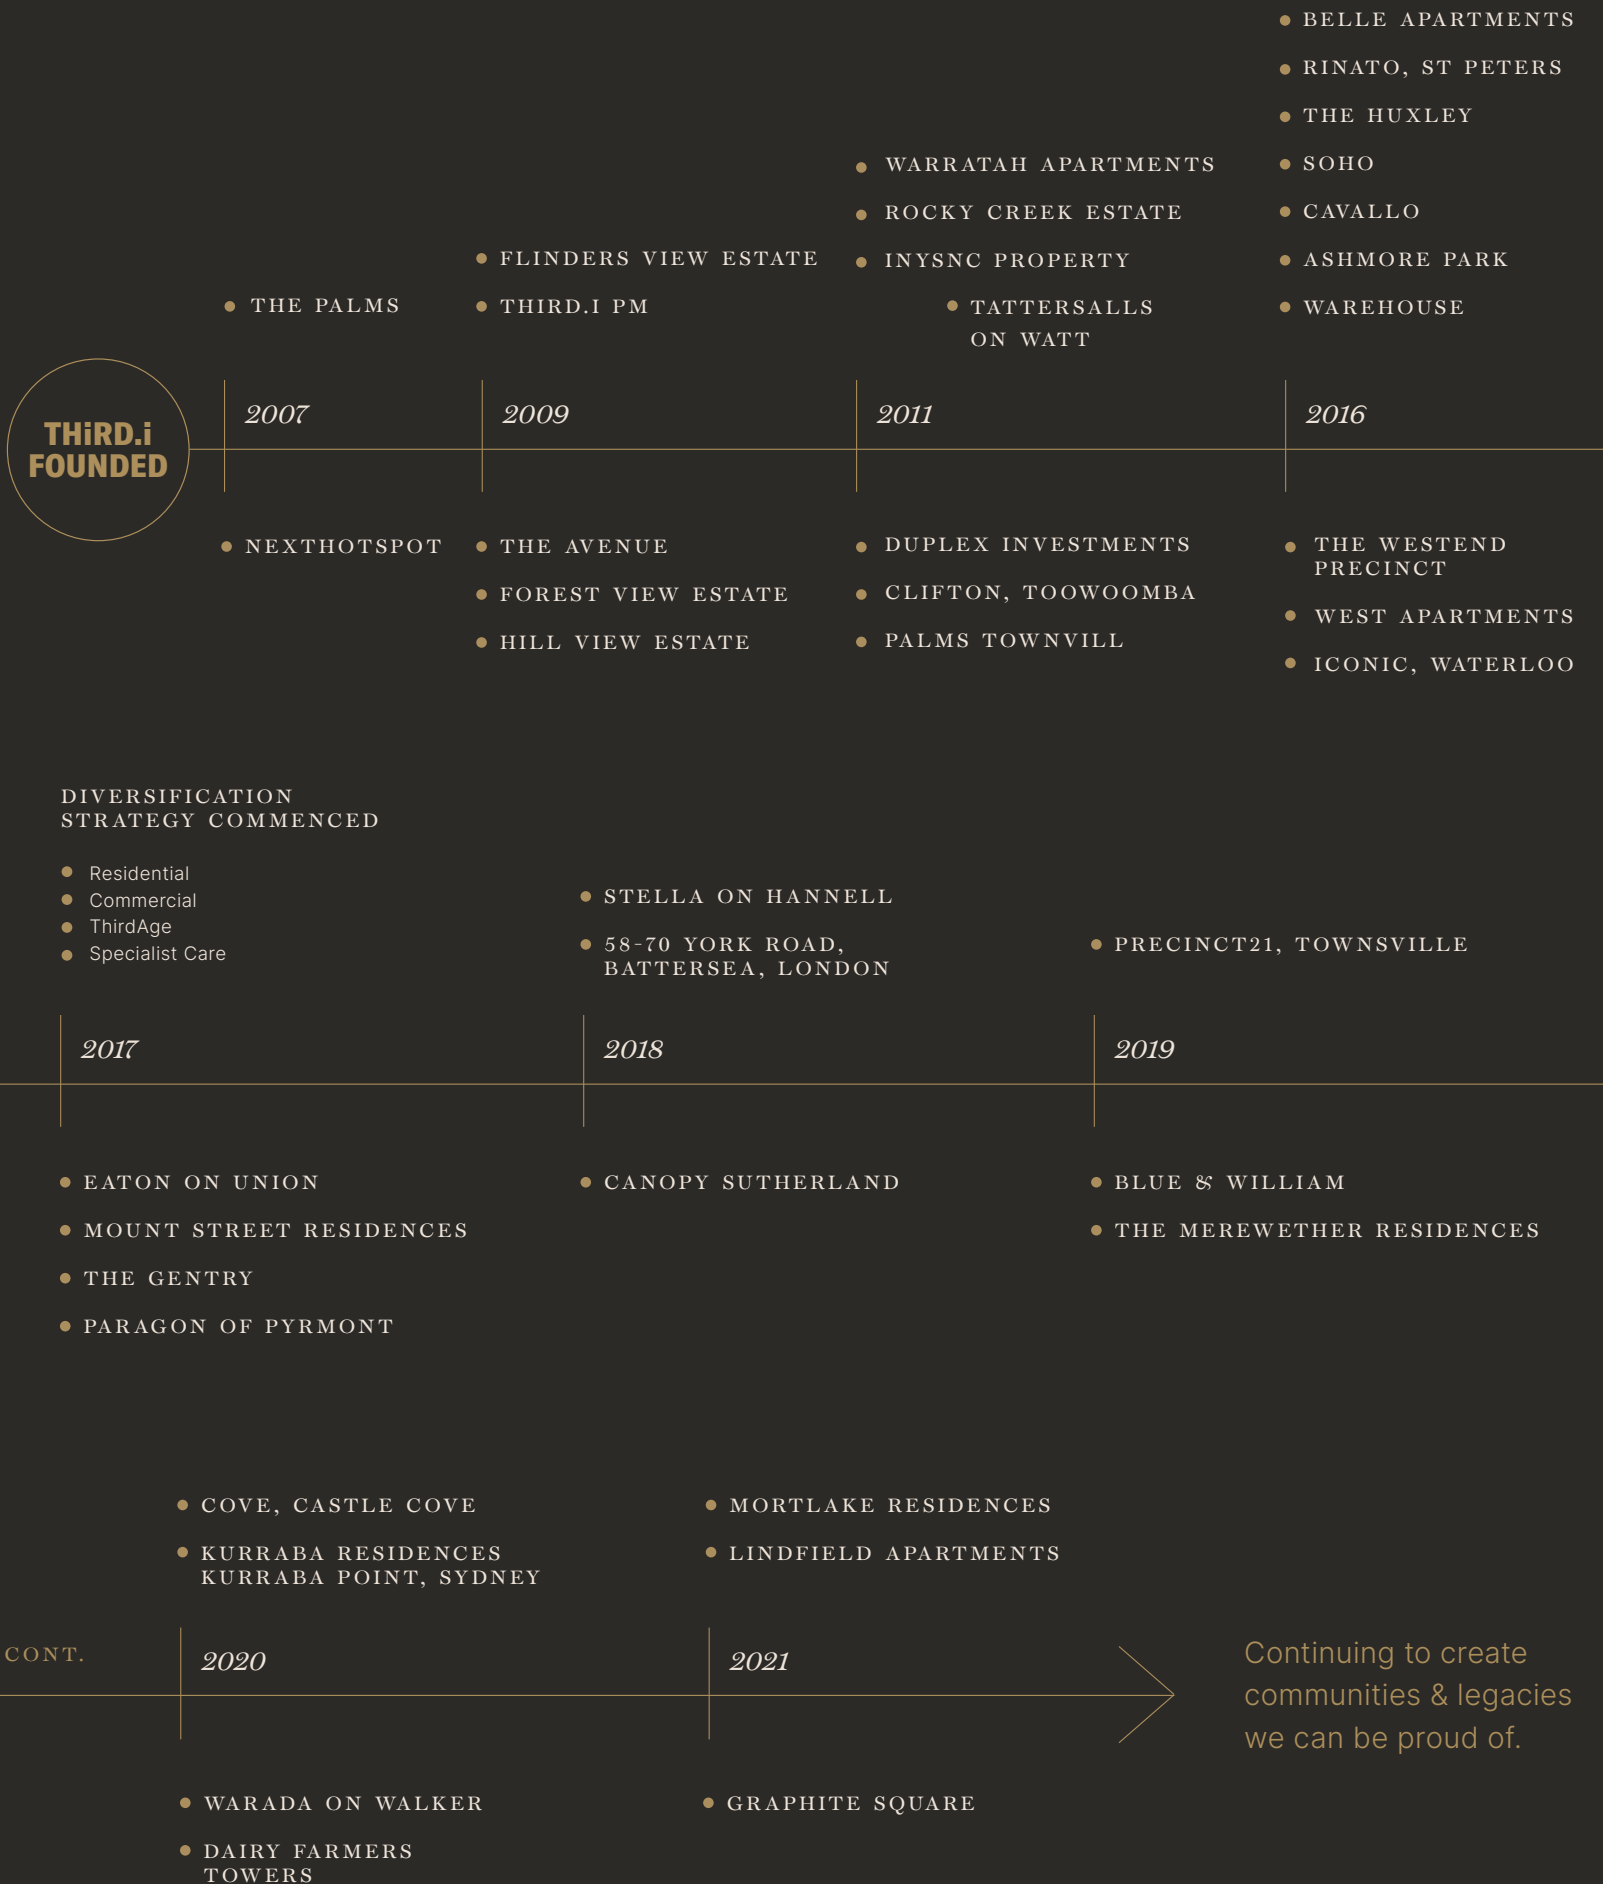 BELLE APARTMENTS
RINATO, ST PETERS
THE HUXLEY
WARRATAH APARTMENTS
SOHO
ROCKY CREEK ESTATE
CAVALLO
FLINDERS VIEW ESTATE
INYSNC PROPERTY
ASHMORE PARK
THE PALMS
THIRD.I PM
TATTERSALLS
ON WATT
WAREHOUSE
THiRD.i
FOUNDED
2007
2009
2011
2016
NEXTHOTSPOT
THE AVENUE
FOREST VIEW ESTATE
HILL VIEW ESTATE
DUPLEX INVESTMENTS
CLIFTON, TOOWOOMBA
PALMS TOWNVILL
THE WESTEND
PRECINCT
WEST APARTMENTS
ICONIC, WATERLOO
DIVERSIFICATION
STRATEGY COMMENCED
Residential
Commercial
ThirdAge
Specialist Care
STELLA ON HANNELL
58-70 YORK ROAD,
BATTERSEA, LONDON
PRECINCT21, TOWNSVILLE
2017
2018
2019
EATON ON UNION
MOUNT STREET RESIDENCES
THE GENTRY
PARAGON OF PYRMONT
CANOPY SUTHERLAND
BLUE & WILLIAM
THE MEREWETHER RESIDENCES
COVE, CASTLE COVE
KURRABA RESIDENCES
KURRABA POINT, SYDNEY
MORTLAKE RESIDENCES
LINDFIELD APARTMENTS
CONT.
2020
2021
Continuing to create
communities & legacies
we can be proud of.
WARADA ON WALKER
DAIRY FARMERS
TOWERS
GRAPHITE SQUARE